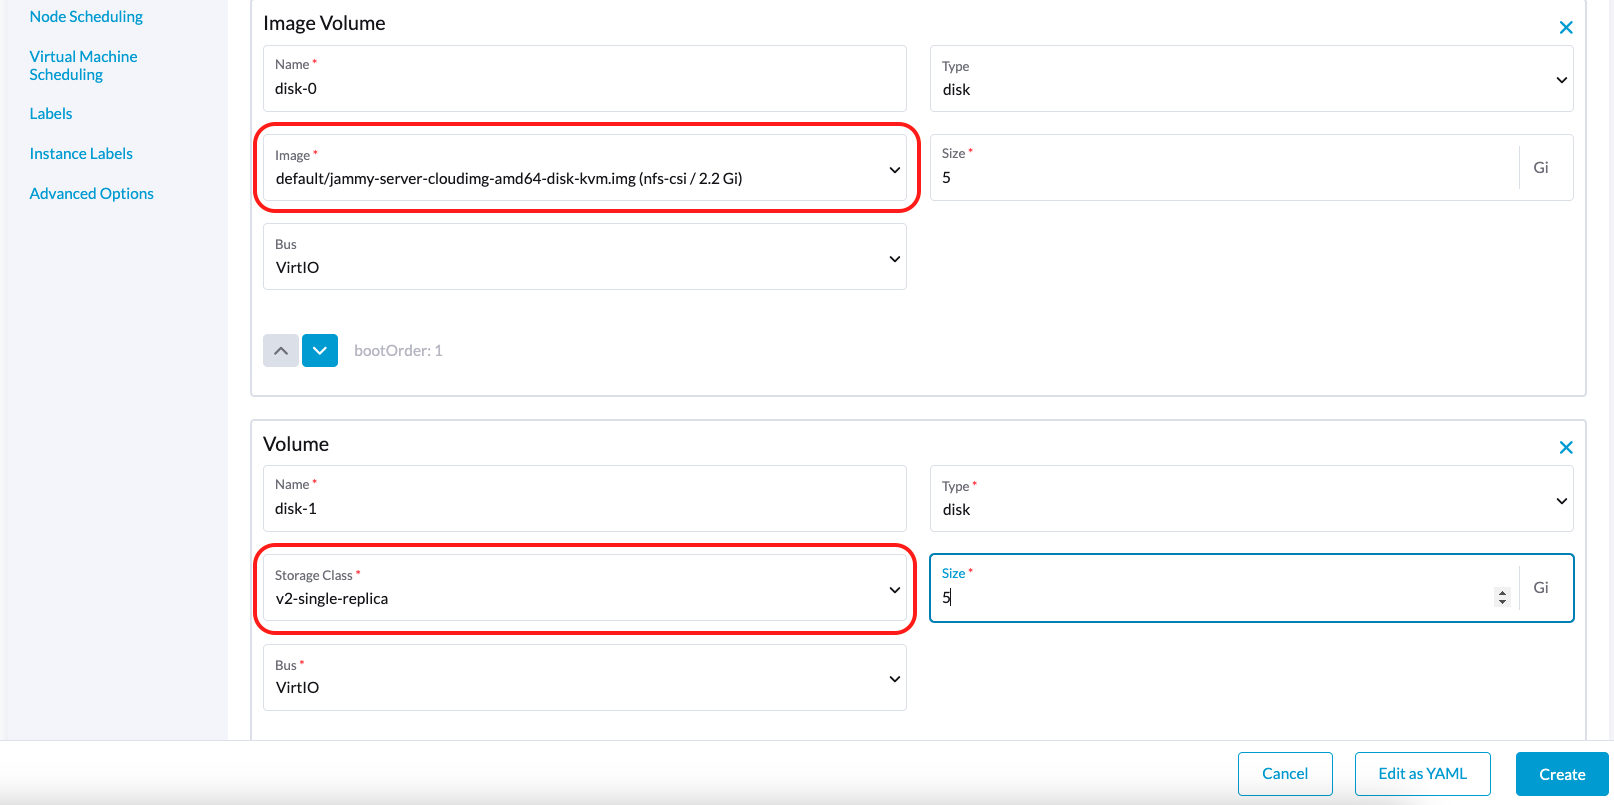 Node Scheduling
Virtual Machine
Scheduling
Labels
Instance Labels
Advanced Options
Image Volume
Name *
disk-0
Type
disk
Image *
default/jammy-server-cloudimg-amd64-disk-kvm.img (nfs-csi / 2.2 Gi)
Size *
5
Gi
Bus
VirtIO
bootOrder: 1
Volume
Name *
disk-1
Type *
disk
Storage Class *
v2-single-replica
Size *
5
Gi
Bus *
VirtIO
Cancel
Edit as YAML
Create